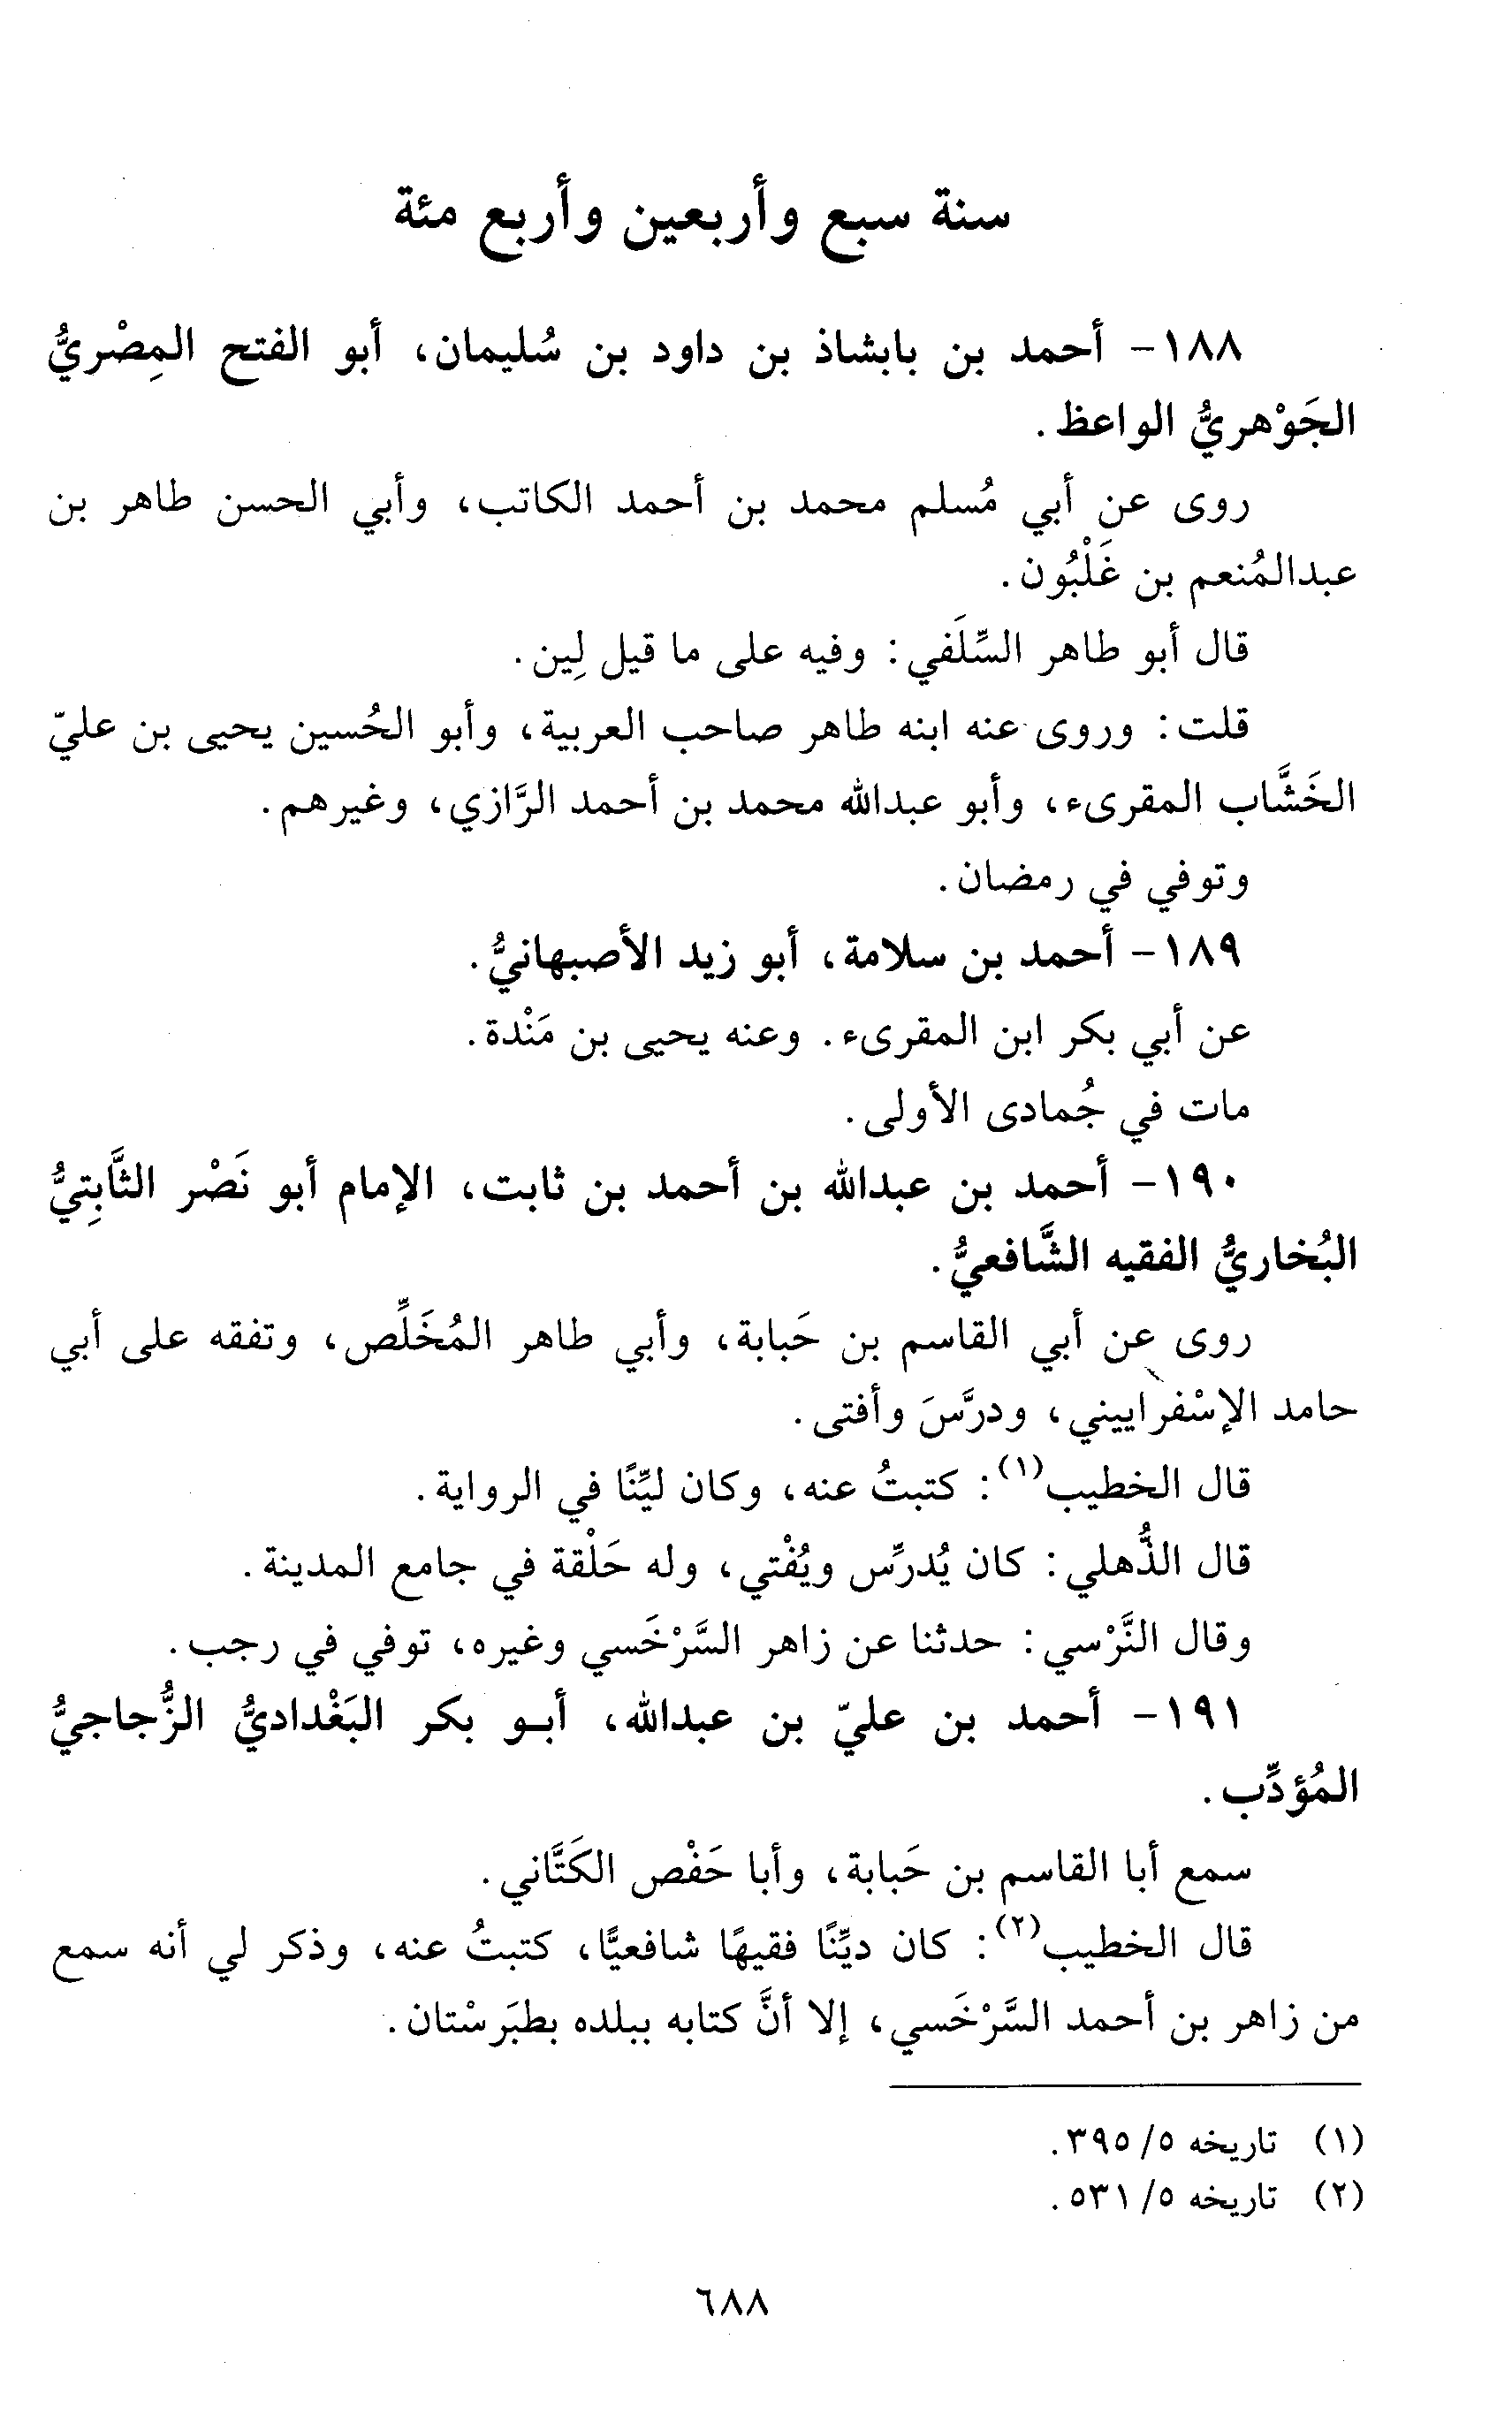 سنة سبع وأربعين وأربع مئة
١٨٨- أحمد بن بابشاذ بن داود بن سُليمان، أبو الفتح المِصْريُّ
الجَوْهريُّ الواعظ.
روى عن أبي مُسلم محمد بن أحمد الكاتب، وأبي الحسن طاهر بن
عبدالمُنعم بن غَلْبُون.
قال أبو طاهر السِّلَفي: وفيه على ما قيل لِين.
قلت: وروى عنه ابنه طاهر صاحب العربية، وأبو الحُسين يحيى بن عليّ
الخَشَّاب المقرىء، وأبو عبدالله محمد بن أحمد الرَّازي، وغيرهم.
وتوفي في رمضان.
١٨٩- أحمد بن سلامة، أبو زيد الأصبهانيُّ.
عن أبي بكر ابن المقرىء. وعنه يحيى بن مَنْدة.
مات في جُمادى الأولى.
١٩٠- أحمد بن عبدالله بن أحمد بن ثابت، الإمام أبو نَصْر الثَّابِتيُّ
البُخاريُّ الفقيه الشَّافعيُّ.
روى عن أبي القاسم بن حَبابة، وأبي طاهر المُخَلِّص، وتفقه على أبي
حامد الإسْفراييني، ودرَّسَ وأفتى.
قال الخطيب(١): كتبتُ عنه، وكان ليِّنًا في الرواية.
قال الذُّهلي: كان يُدرِّس ويُفْتي، وله حَلْقة في جامع المدينة.
وقال النَّرْسي: حدثنا عن زاهر السَّرْخَسي وغيره، توفي في رجب.
١٩١- أحمد بن عليّ بن عبدالله، أبو بكر البَغْداديُّ الزُّجاجيُّ
المُؤدِّب.
سمع أبا القاسم بن حَبابة، وأبا حَفْص الكَتَّاني.
قال الخطيب(٢): كان ديِّنًا فقيهًا شافعيًّا، كتبتُ عنه، وذكر لي أنه سمع
من زاهر بن أحمد السَّرْخَسي، إلا أنَّ كتابه ببلده بطبَرسْتان.
(١) تاريخه ٥/ ٣٩٥.
(٢) تاريخه ٥/ ٥٣١.
٦٨٨